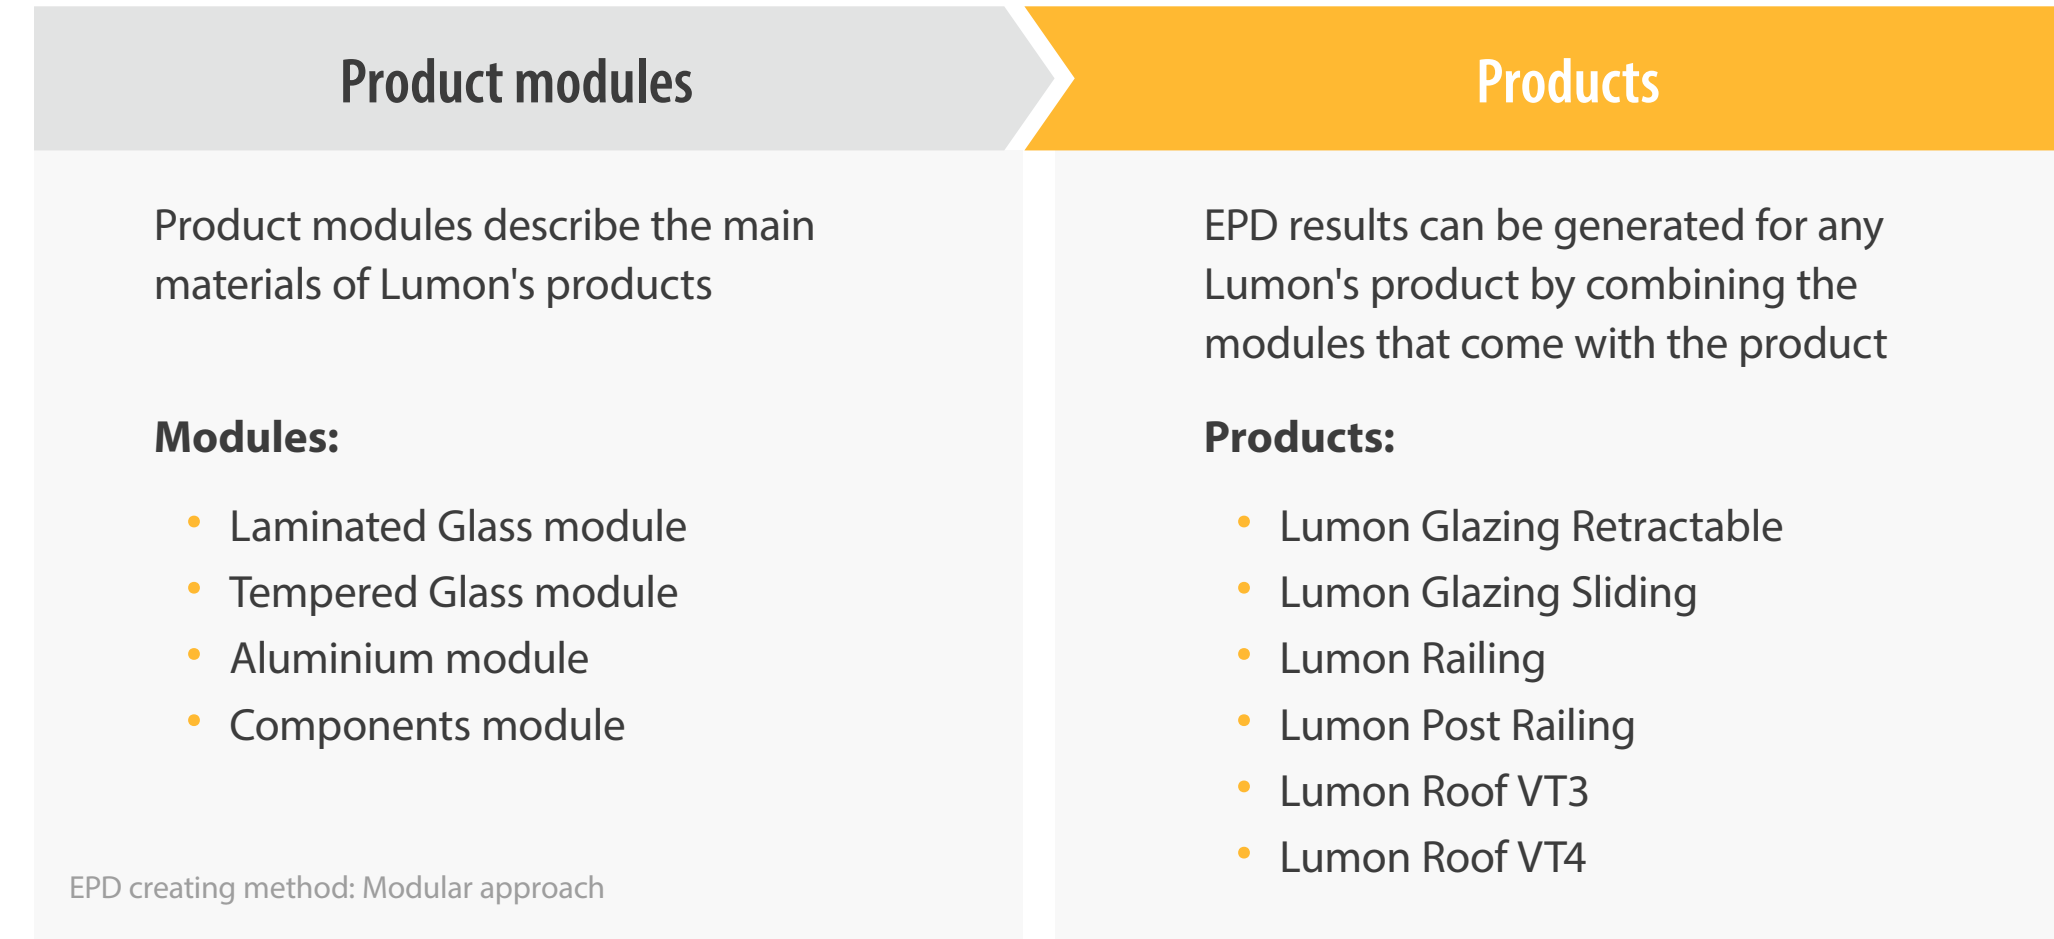 Product modules
Product modules describe the main
materials of Lumon's products
Modules:
• Laminated Glass module
• Tempered Glass module
• Aluminium module
• Components module
EPD creating method: Modular approach
Products
EPD results can be generated for any
Lumon's product by combining the
modules that come with the product
Products:
• Lumon Glazing Retractable
• Lumon Glazing Sliding
• Lumon Railing
• Lumon Post Railing
• Lumon Roof VT3
• Lumon Roof VT4